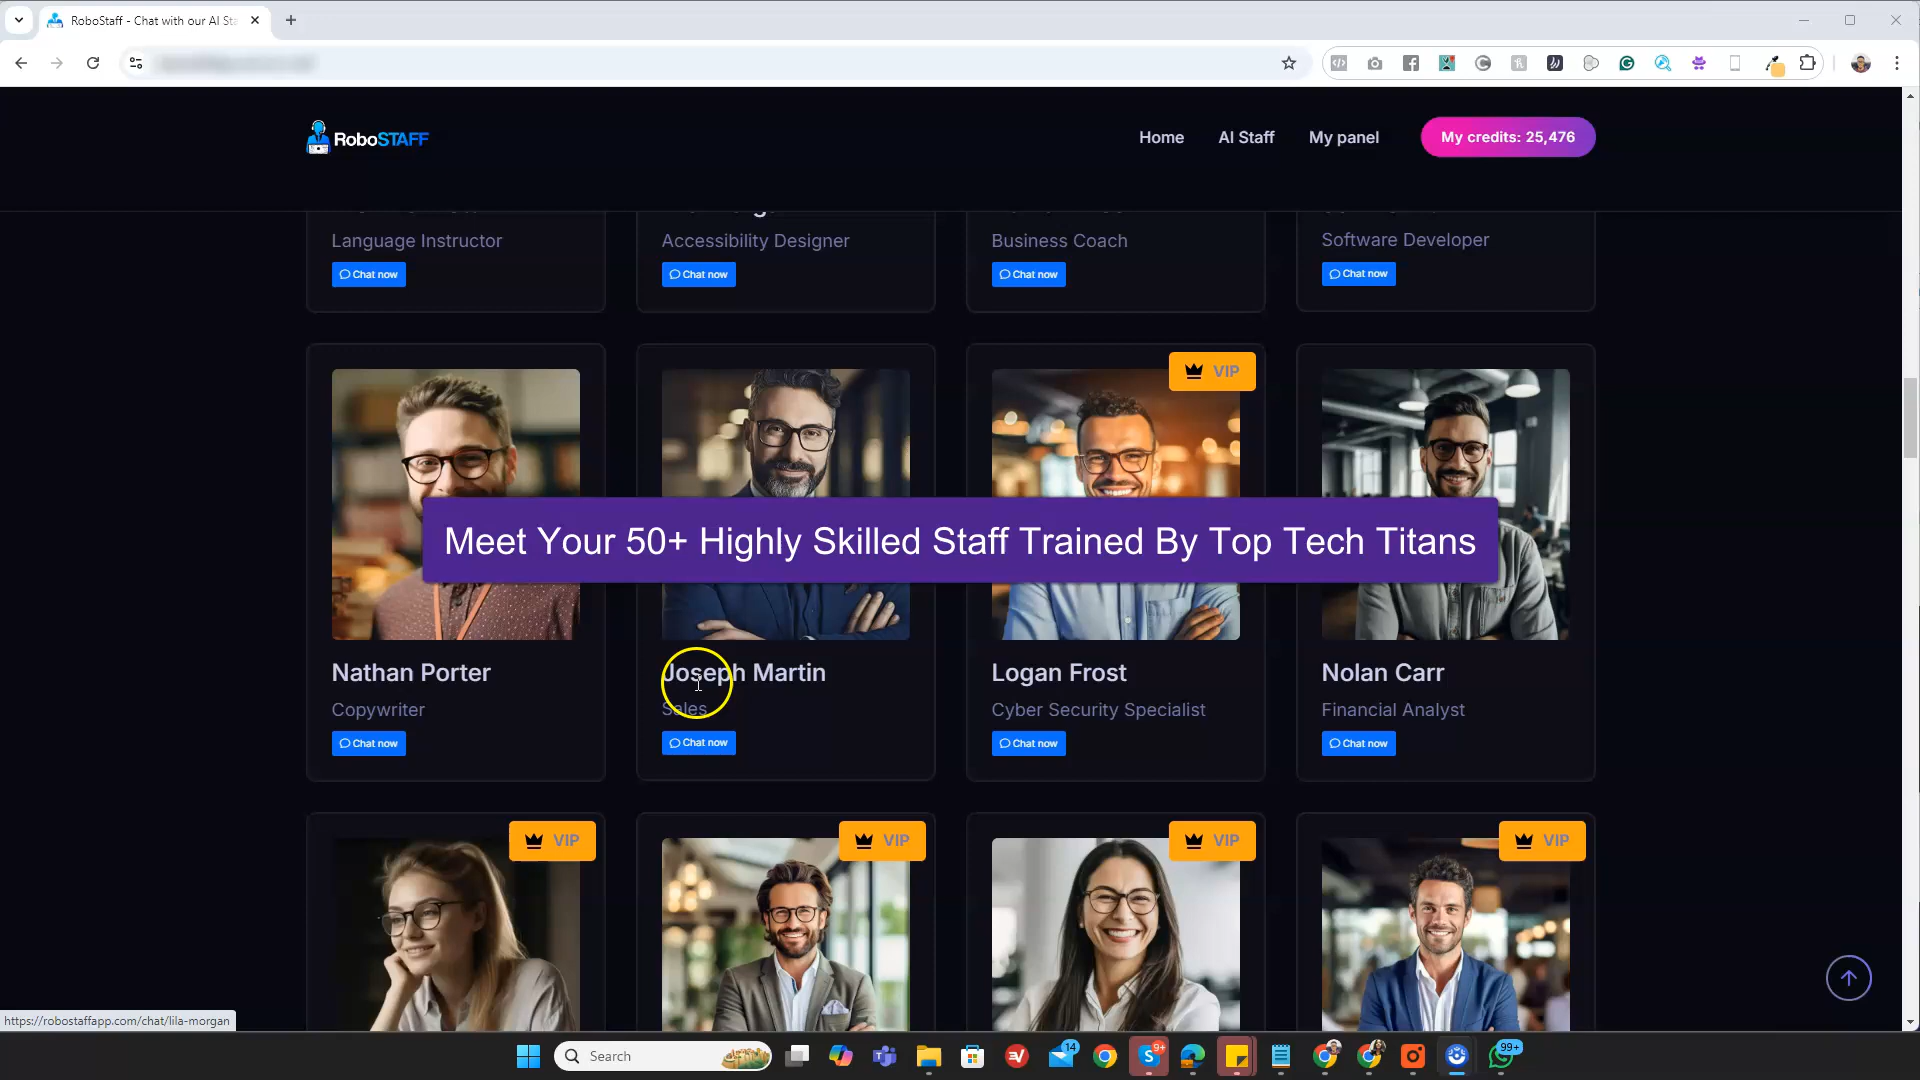 RoboStaff - Chat with our AI Sta
RoboSTAFF
Home
AI Staff
My panel
My credits: 25,476
Language Instructor
Accessibility Designer
Business Coach
Software Developer
Chat now
Chat now
Chat now
Chat now
VIP
Meet Your 50+ Highly Skilled Staff Trained By Top Tech Titans
Nathan Porter
Joseph Martin
Logan Frost
Nolan Carr
Copywriter
Sales
Cyber Security Specialist
Financial Analyst
Chat now
Chat now
Chat now
Chat now
VIP
VIP
VIP
VIP
https://robostaffapp.com/chat/lila-morgan
Search
14
9+
99+